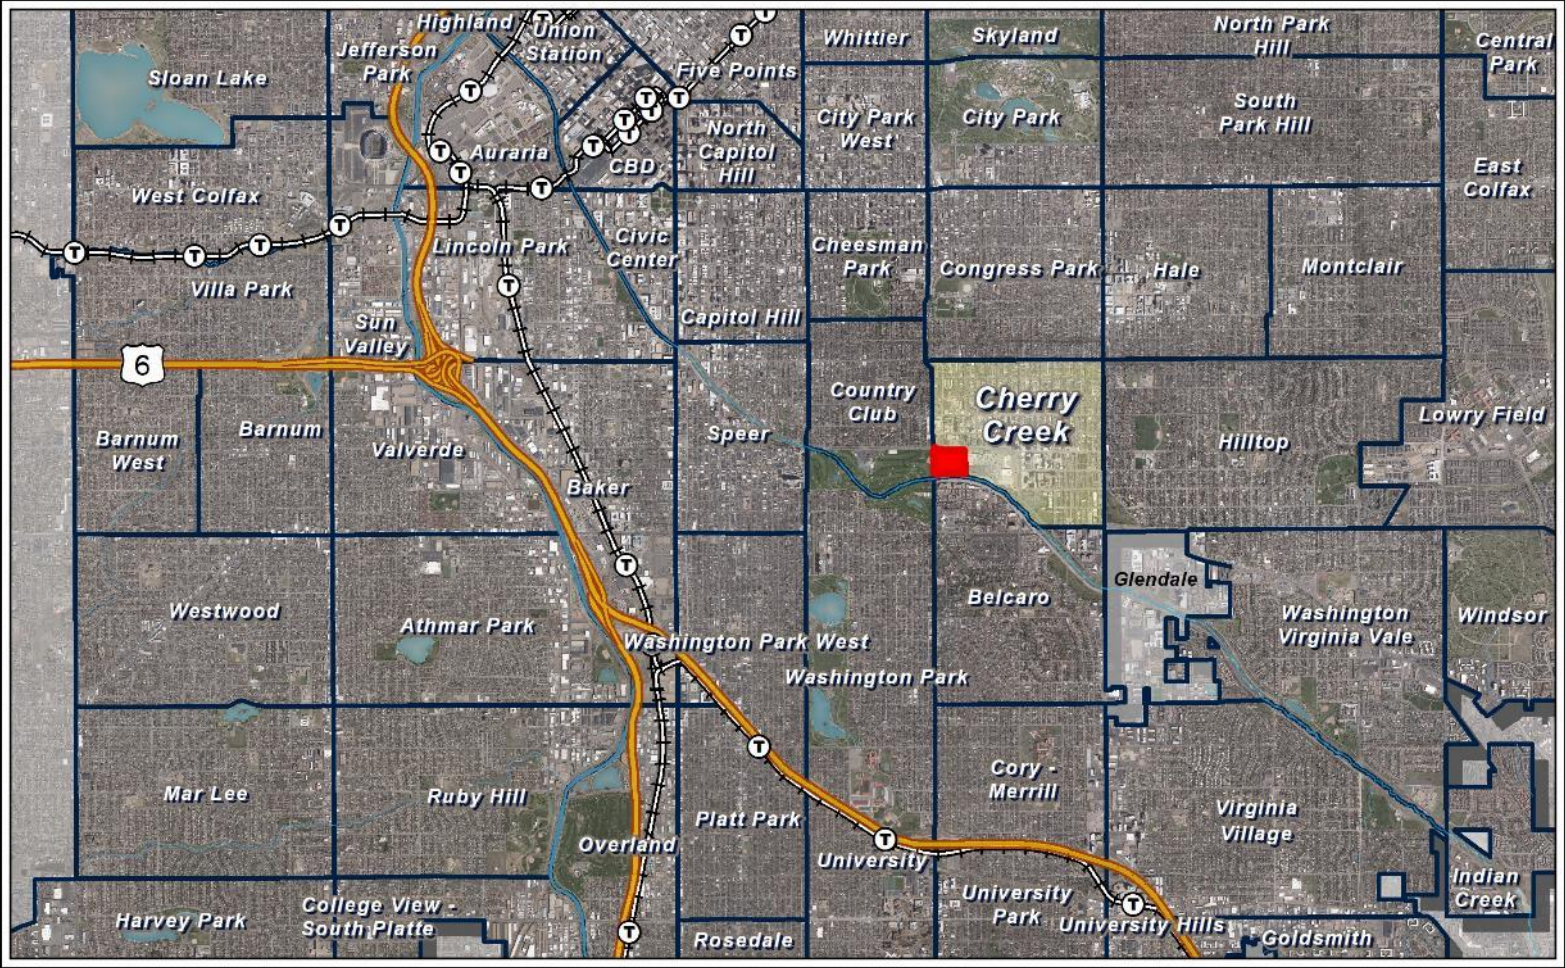 Highland
Union
Station
Jefferson
Park
Whittier
Skyland
North Park
Hill
Central
Park
Sloan Lake
Five Points
T
T
T
T
T
T
T
T
T
T
City Park
West
City Park
South
Park Hill
North
Capitol
Hill
Auraria
CBD
T
T
T
T
East
Colfax
West Colfax
T
T
T
T
Lincoln Park
Civic
Center
Cheesman
Park
Congress Park
Hale
Montclair
Villa Park
T
Capitol Hill
Sun
Valley
6
Country
Club
Cherry
Creek
Lowry Field
Barnum
West
Barnum
Valverde
Speer
Hilltop
Baker
T
Glendale
Belcaro
Westwood
Athmar Park
Washington
Virginia Vale
Windsor
Washington Park West
Washington Park
T
Mar Lee
Ruby Hill
Cory -
Merrill
Virginia
Village
Platt Park
Overland
T
University
University
Park
University Hills
T
Indian
Creek
Harvey Park
College View -
South Platte
T
Rosedale
Goldsmith